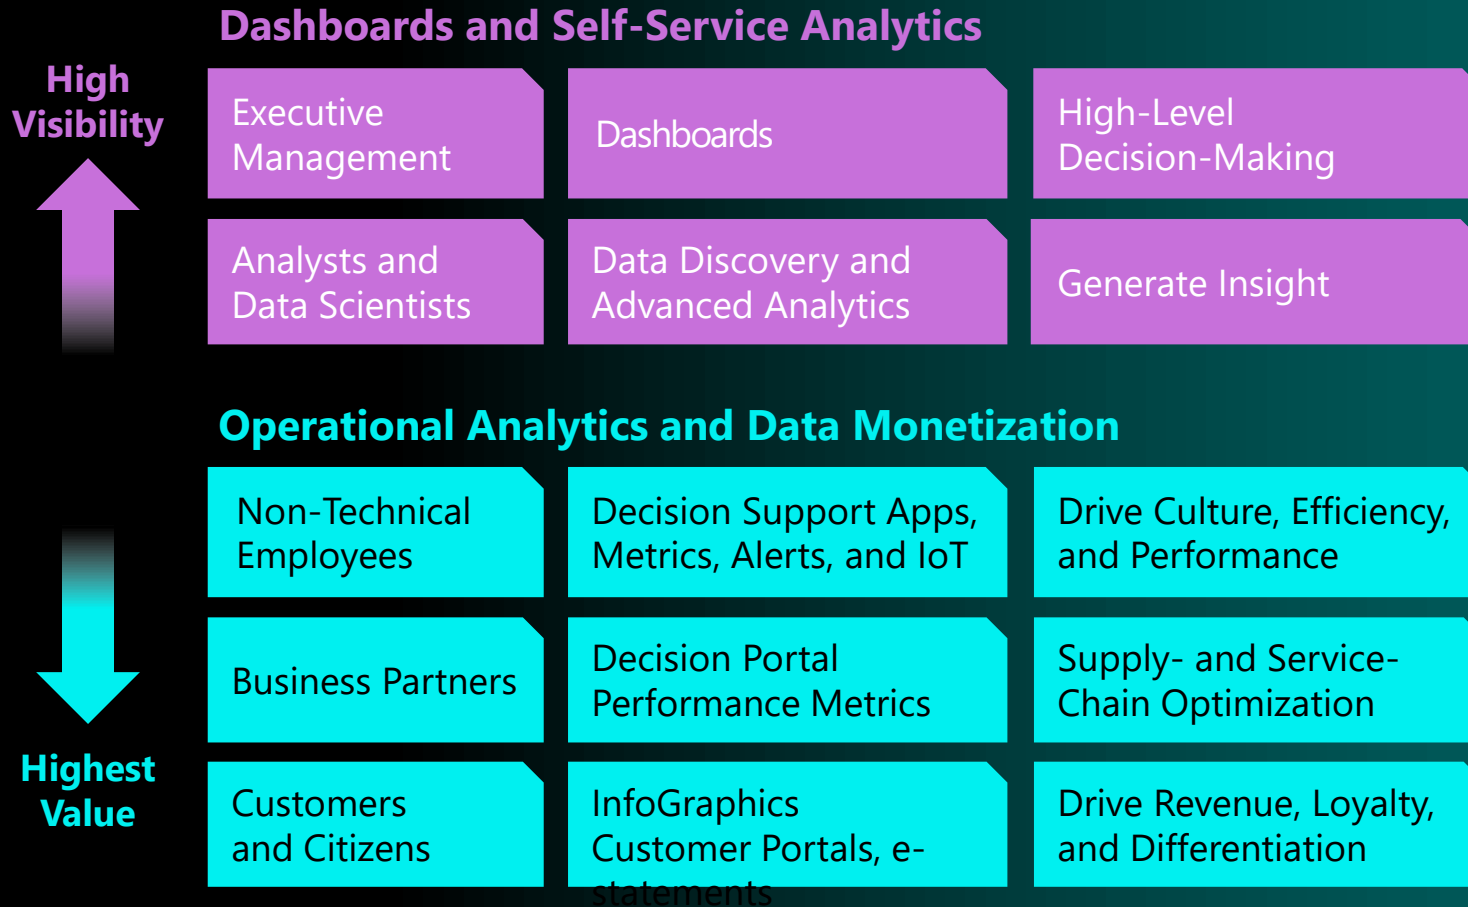 Dashboards and Self-Service Analytics
High
Visibility
Executive
Management
Dashboards
High-Level
Decision-Making
Analysts and
Data Scientists
Data Discovery and
Advanced Analytics
Generate Insight
Operational Analytics and Data Monetization
Non-Technical
Employees
Decision Support Apps,
Metrics, Alerts, and IoT
Drive Culture, Efficiency,
and Performance
Business Partners
Decision Portal
Performance Metrics
Supply- and Service-
Chain Optimization
Highest
Value
Customers
and Citizens
InfoGraphics
Customer Portals, e-
statements
Drive Revenue, Loyalty,
and Differentiation